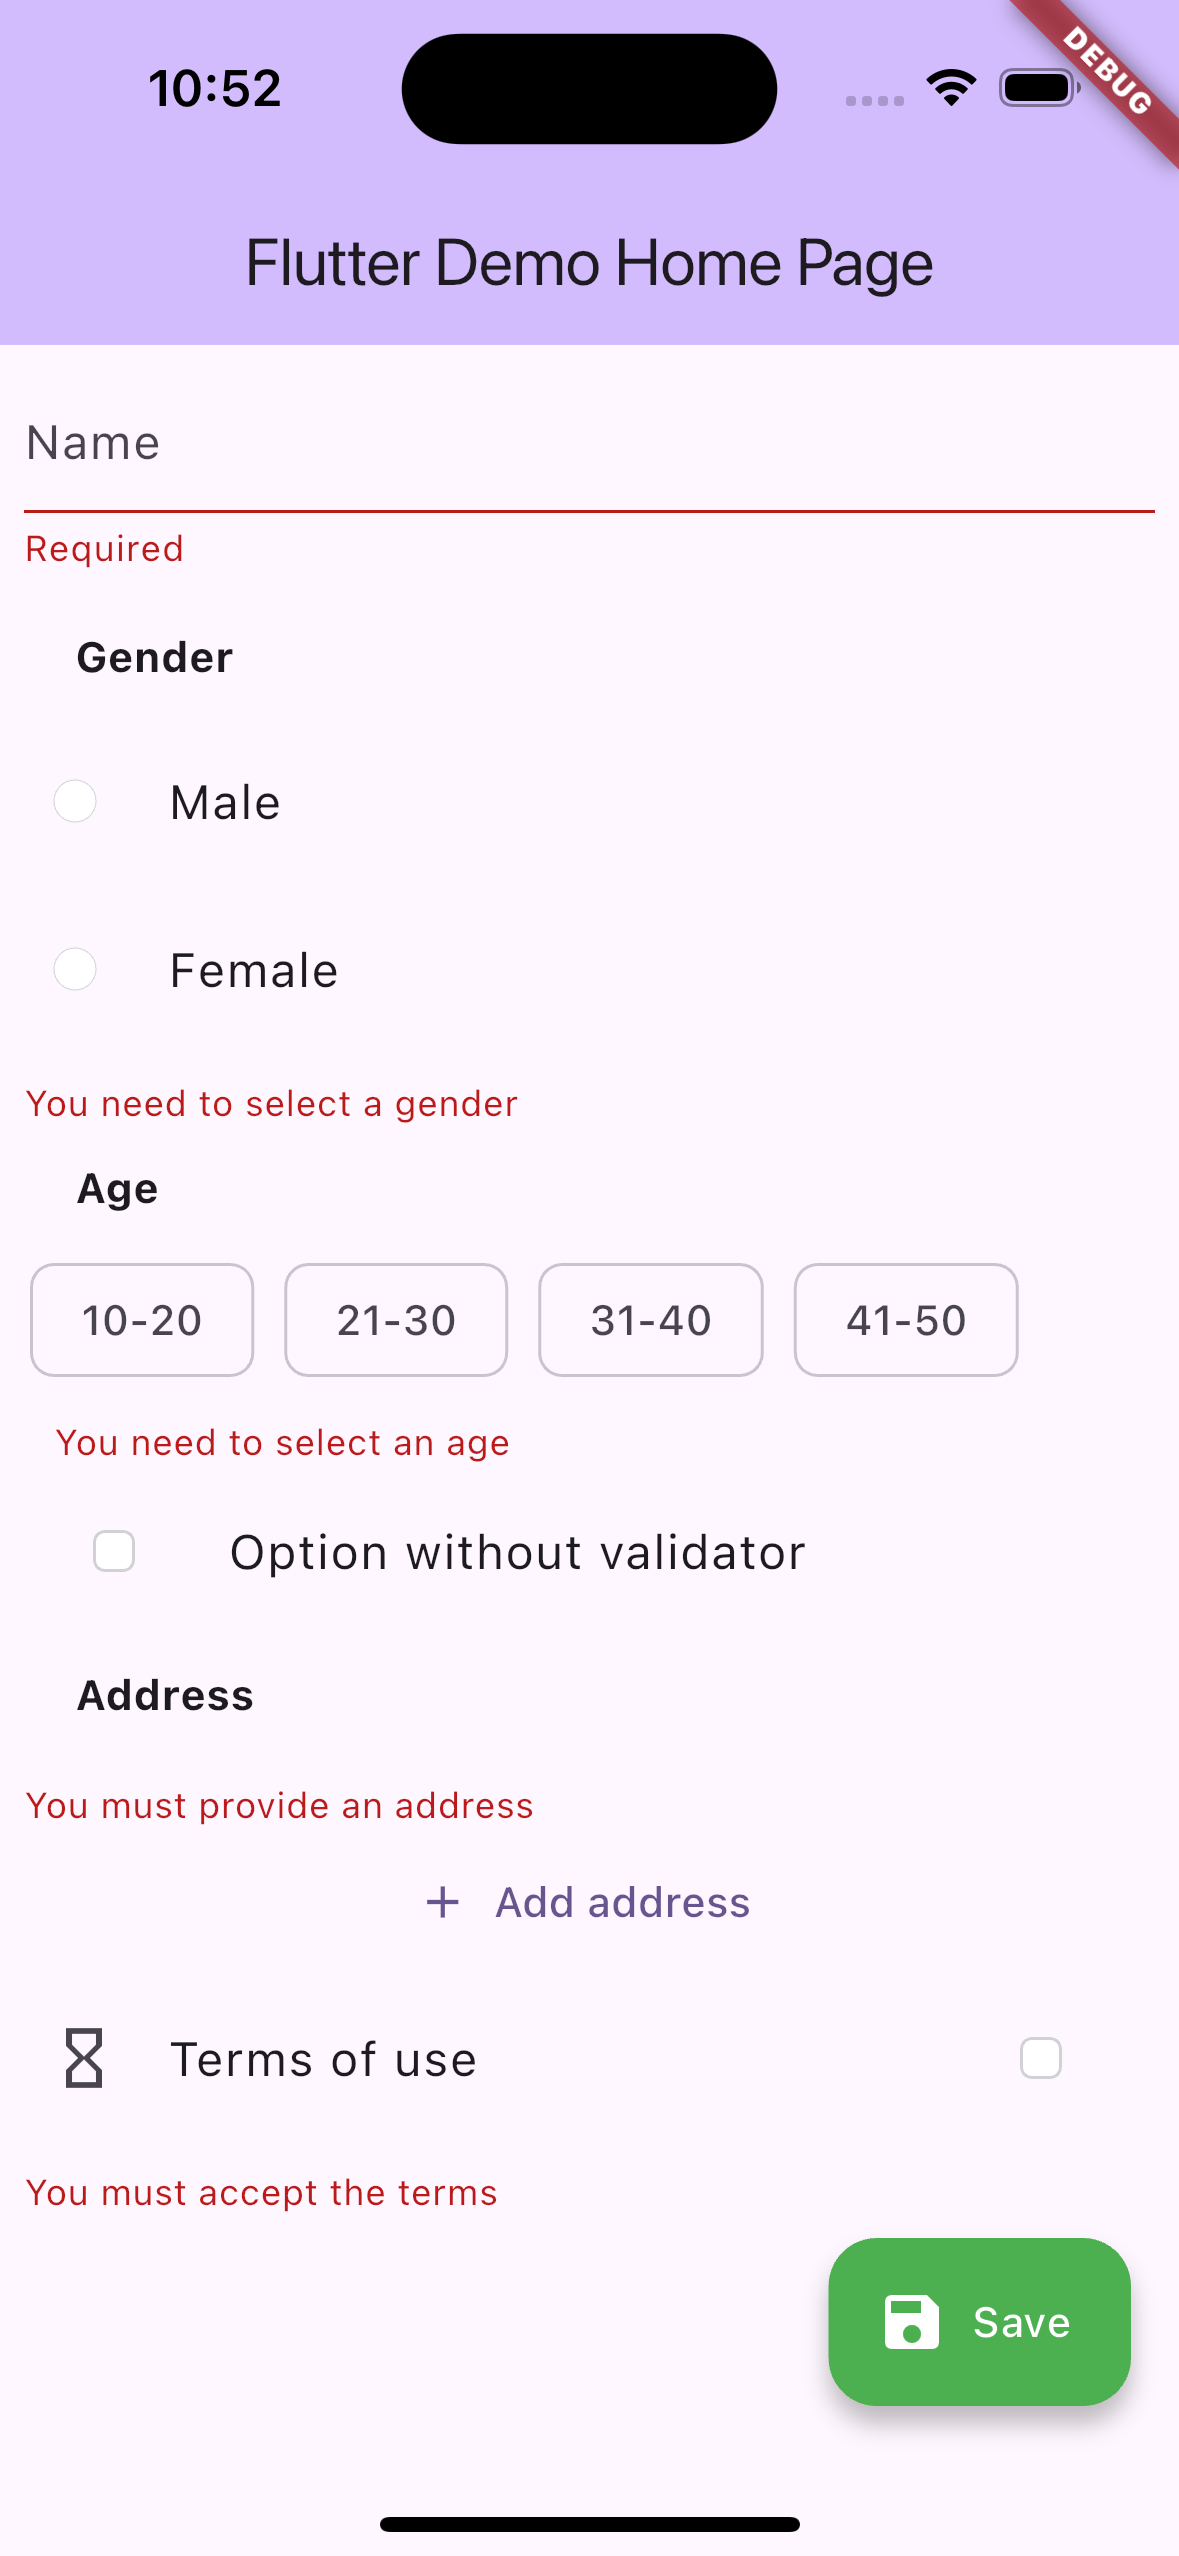 10:52
DEBUG
Flutter Demo Home Page
Name
Required
Gender
Male
Female
You need to select a gender
Age
10-20 21-30 31-40 41-50
You need to select an age
Option without validator
Address
You must provide an address
+ Add address
Terms of use
You must accept the terms
Save